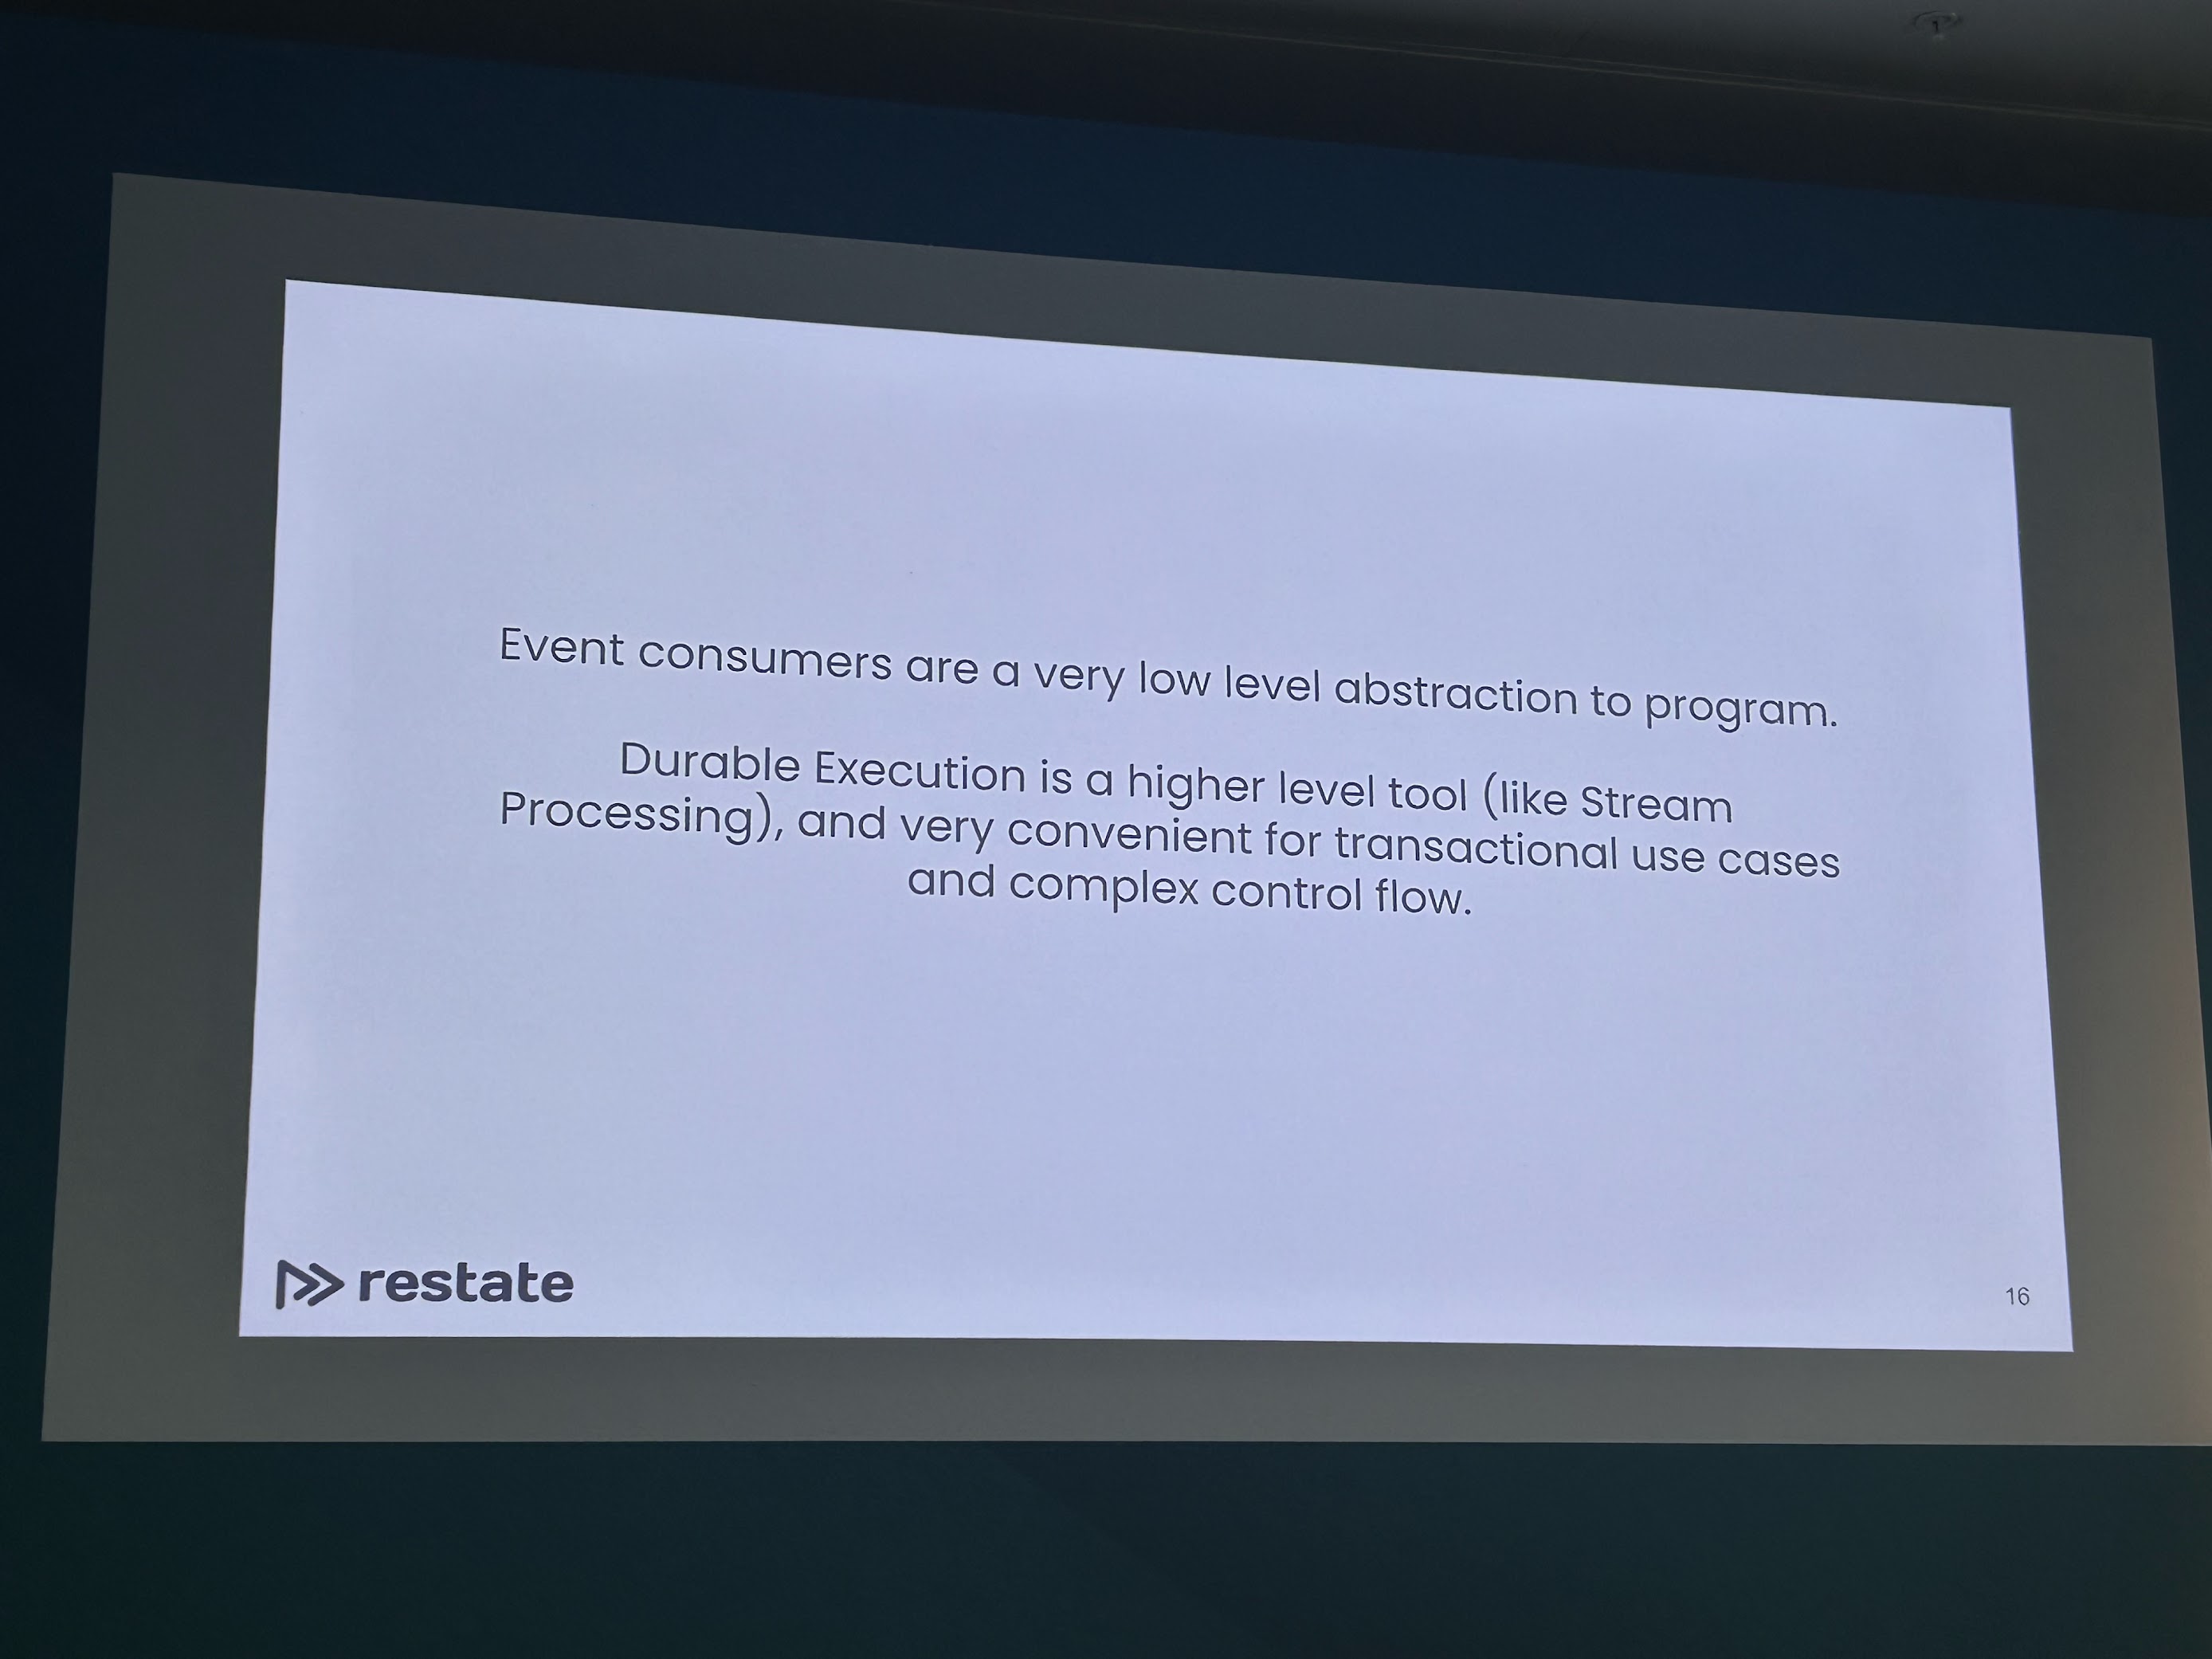 Event consumers are a very low level abstraction to program.
Durable Execution is a higher level tool (like Stream
Processing), and very convenient for transactional use cases
and complex control flow.
restate
16